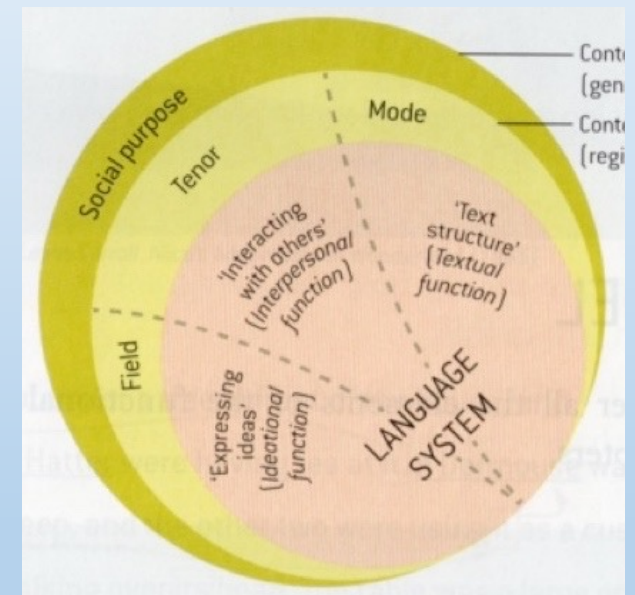 Social purpose
Tenor
Mode
Field
'Interacting
with others'
(Interpersonal
function)
'Text
structure'
(Textual
function)
'Expressing
ideas'
(Ideational
function)
LANGUAGE
SYSTEM